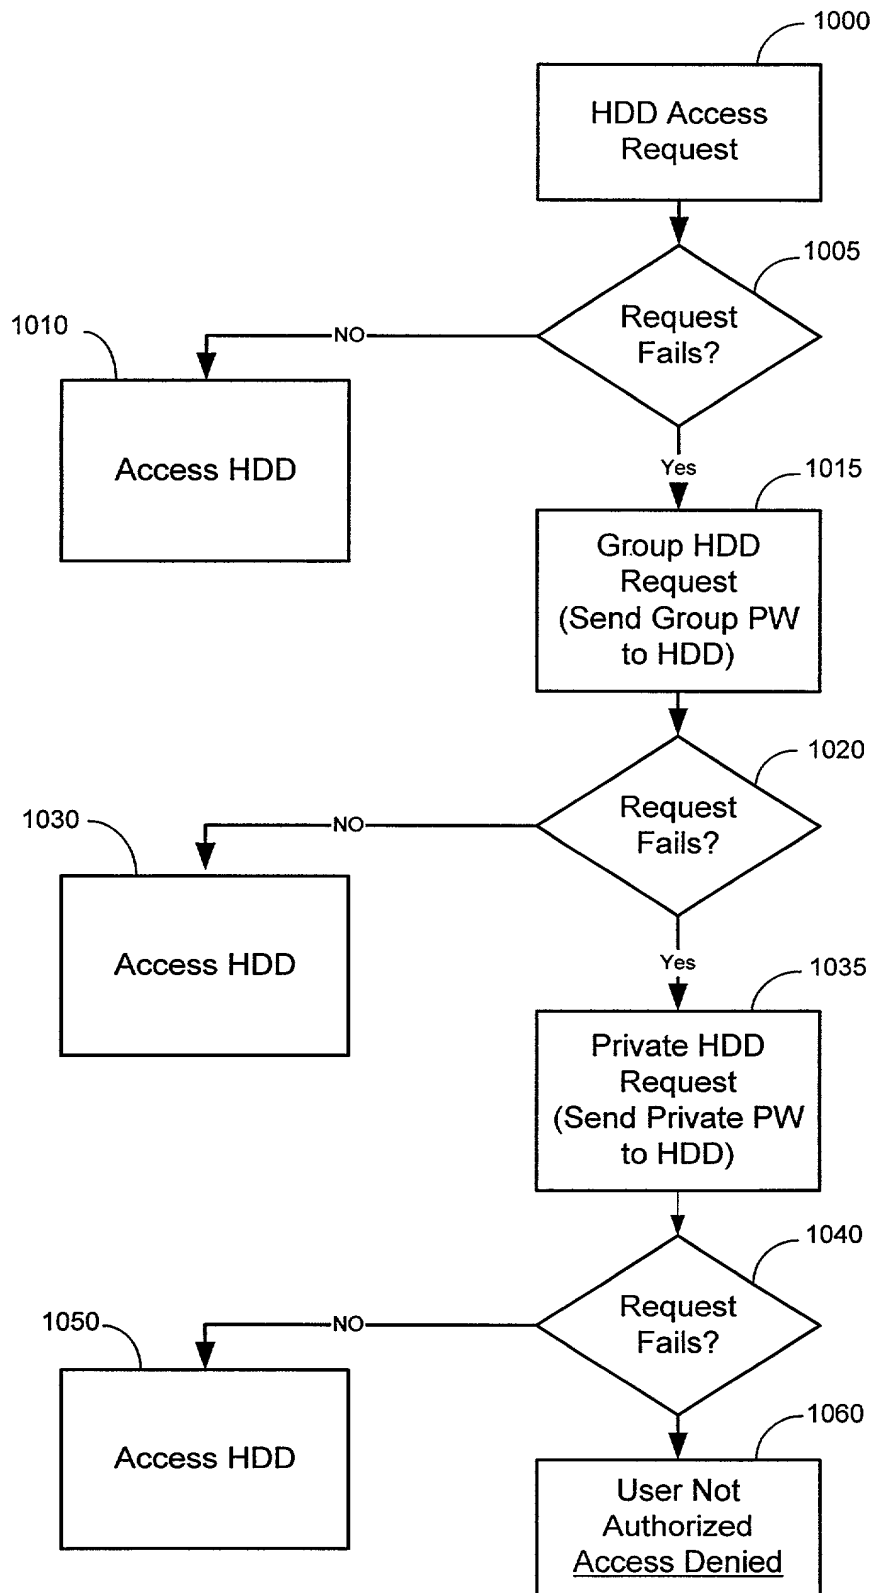 1000
HDD Access
Request
1005
Request
Fails?
NO
1010
Access HDD
Yes
1015
Group HDD
Request
(Send Group PW
to HDD)
1020
Request
Fails?
NO
1030
Access HDD
Yes
1035
Private HDD
Request
(Send Private PW
to HDD)
1040
Request
Fails?
NO
1050
Access HDD
1060
User Not
Authorized
Access Denied